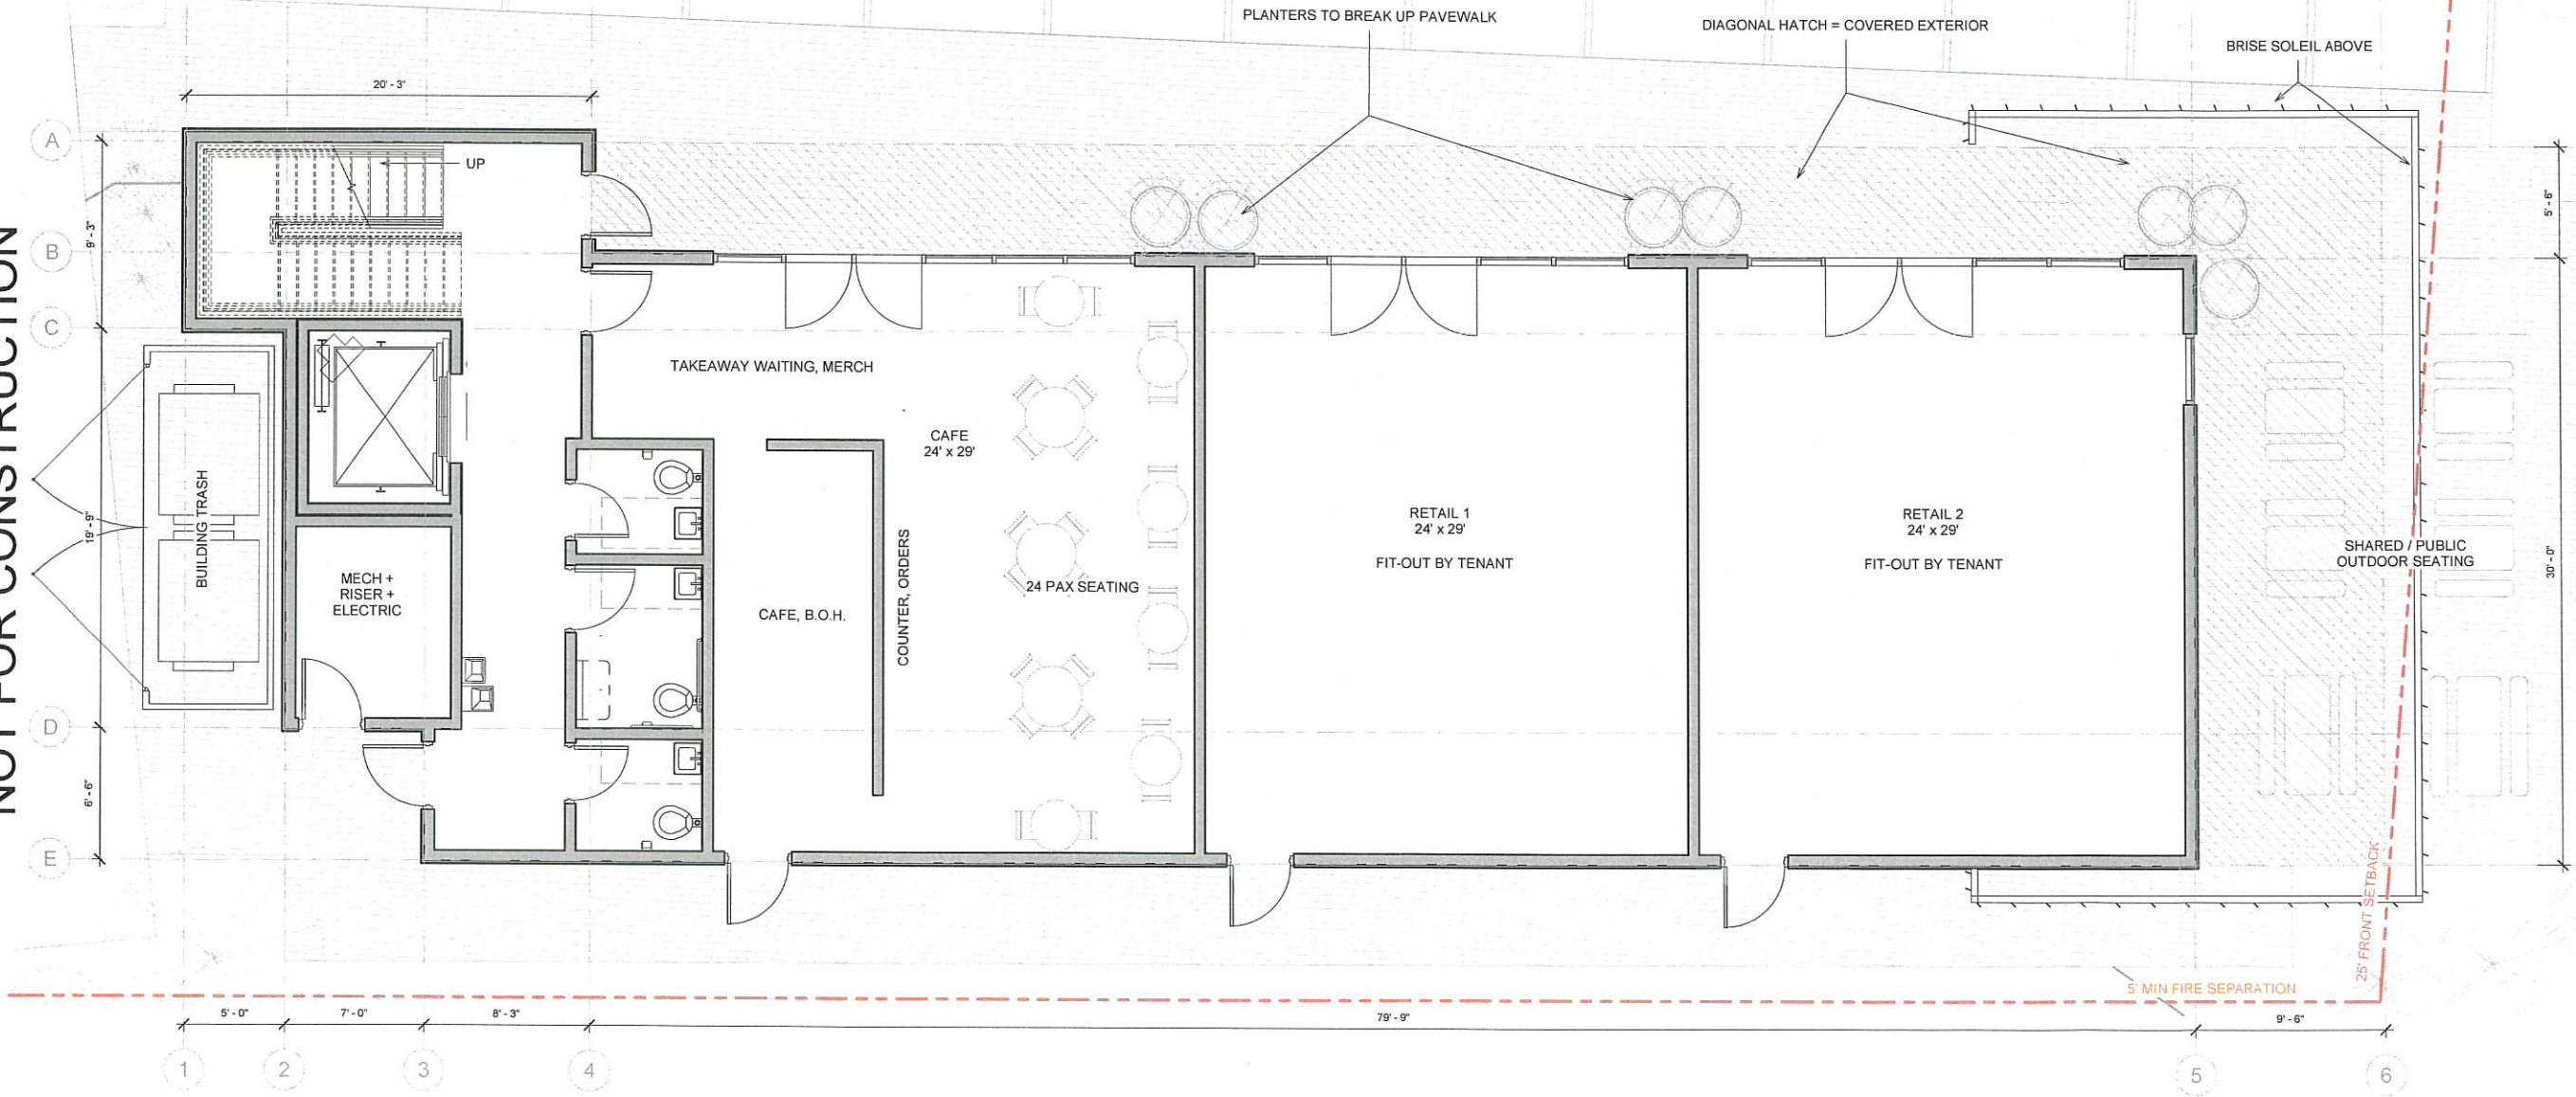 PLANTERS TO BREAK UP PAVEWALK
DIAGONAL HATCH = COVERED EXTERIOR
BRISE SOLEIL ABOVE
20' - 3"
A
UP
5' - 6"
9' - 3"
B
NOT FOR CONSTRUCTION
C
TAKEAWAY WAITING, MERCH
CAFE
24' x 29'
BUILDING TRASH
19' - 9"
RETAIL 1
24' x 29'
FIT-OUT BY TENANT
RETAIL 2
24' x 29'
FIT-OUT BY TENANT
SHARED / PUBLIC
OUTDOOR SEATING
30' - 0"
MECH +
RISER +
ELECTRIC
CAFE, B.O.H.
COUNTER, ORDERS
24 PAX SEATING
D
6' - 6"
E
25' FRONT SETBACK
5' MIN FIRE SEPARATION
5' - 0"
7' - 0"
8' - 3"
79' - 9"
9' - 6"
1
2
3
4
5
6